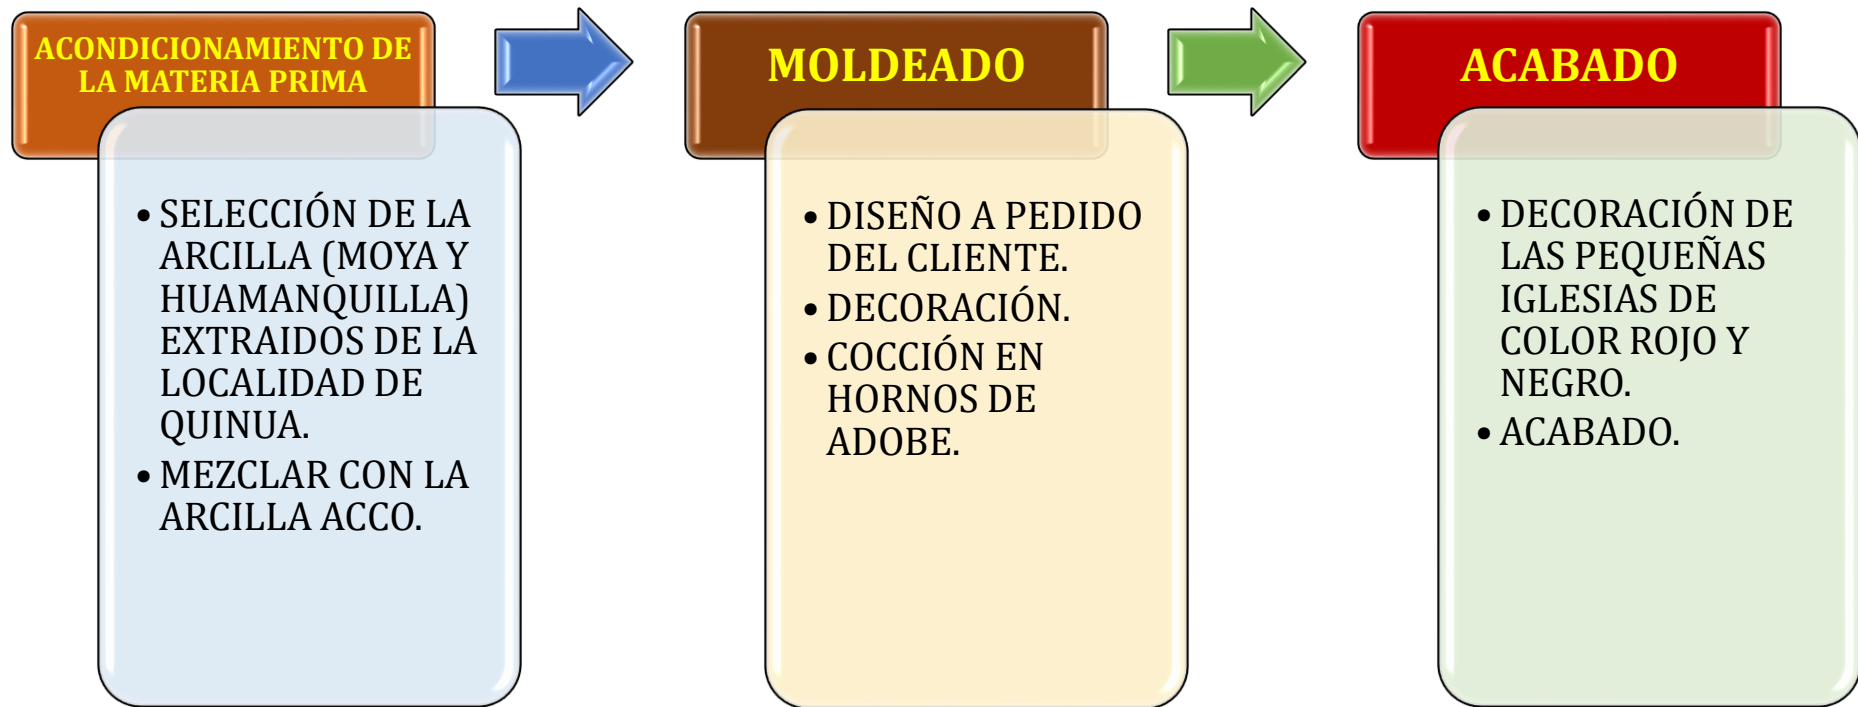 ACONDICIONAMIENTO DE
LA MATERIA PRIMA
• SELECCIÓN DE LA
ARCILLA (MOYA Y
HUAMANQUILLA)
EXTRAIDOS DE LA
LOCALIDAD DE
QUINUA.
• MEZCLAR CON LA
ARCILLA ACCO.
MOLDEADO
• DISEÑO A PEDIDO
DEL CLIENTE.
• DECORACIÓN.
• COCCIÓN EN
HORNOS DE
ADOBE.
ACABADO
• DECORACIÓN DE
LAS PEQUEÑAS
IGLESIAS DE
COLOR ROJO Y
NEGRO.
• ACABADO.